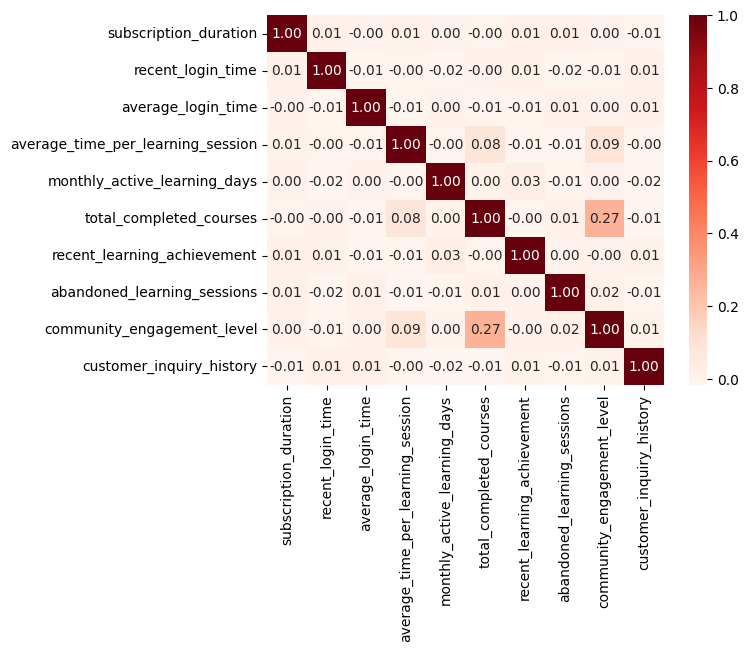 subscription_duration 1.00 0.01 -0.00 0.01 0.00 -0.00 0.01 0.01 0.00 -0.01
recent_login_time 0.01 1.00 -0.01 -0.00 -0.02 -0.00 0.01 -0.02 -0.01 0.01
average_login_time -0.00 -0.01 1.00 -0.01 0.00 -0.01 -0.01 0.01 0.00 0.01
average_time_per_learning_session 0.01 -0.00 -0.01 1.00 -0.00 0.08 -0.01 -0.01 0.09 -0.00
monthly_active_learning_days 0.00 -0.02 0.00 -0.00 1.00 0.00 0.03 -0.01 0.00 -0.02
total_completed_courses -0.00 -0.00 -0.01 0.08 0.00 1.00 -0.00 0.01 0.27 -0.01
recent_learning_achievement 0.01 0.01 -0.01 -0.01 0.03 -0.00 1.00 0.00 -0.00 0.01
abandoned_learning_sessions 0.01 -0.02 0.01 -0.01 -0.01 0.01 0.00 1.00 0.02 -0.01
community_engagement_level 0.00 -0.01 0.00 0.09 0.00 0.27 -0.00 0.02 1.00 0.01
customer_inquiry_history -0.01 0.01 0.01 -0.00 -0.02 -0.01 0.01 -0.01 0.01 1.00
subscription_duration
recent_login_time
average_login_time
average_time_per_learning_session
monthly_active_learning_days
total_completed_courses
recent_learning_achievement
abandoned_learning_sessions
community_engagement_level
customer_inquiry_history
1.0
0.8
0.6
0.4
0.2
0.0